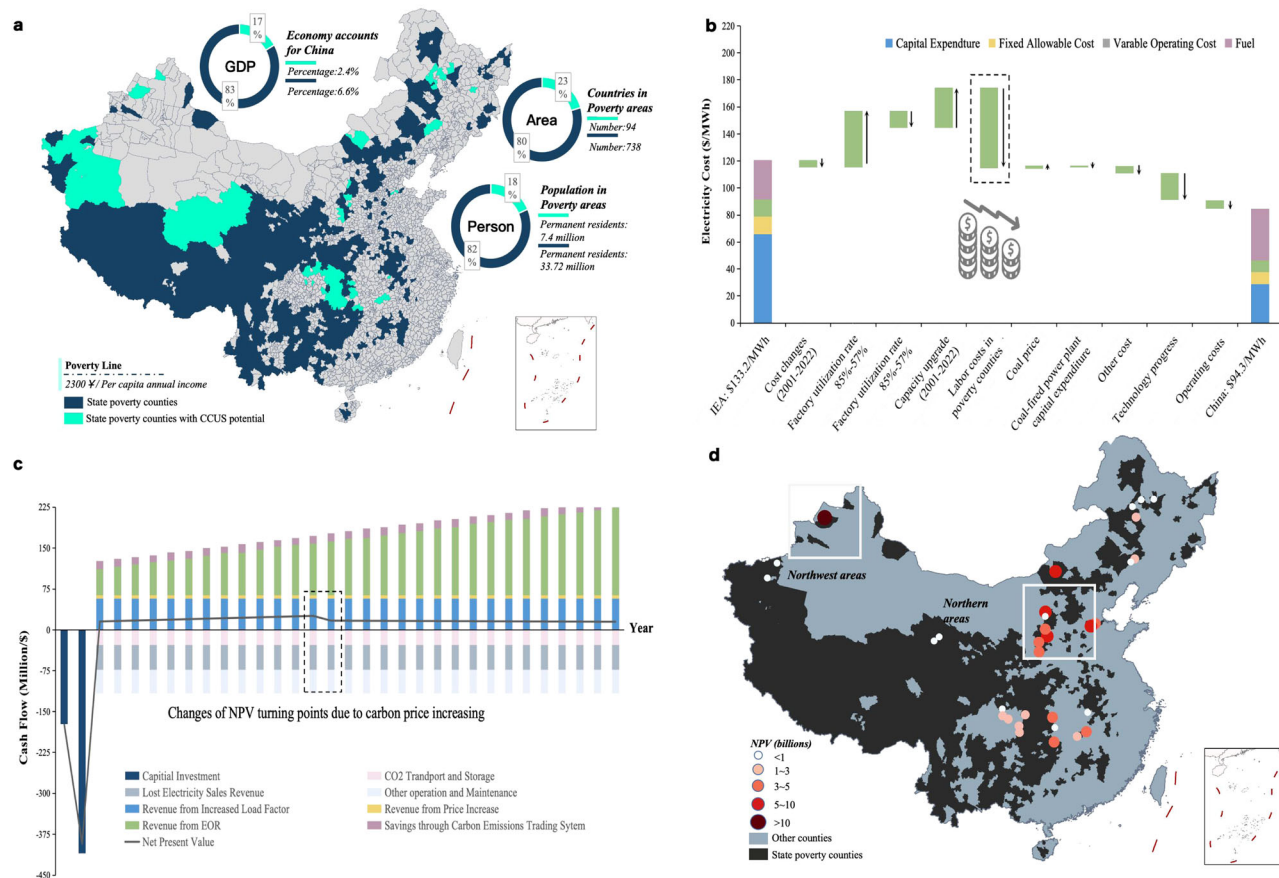 a
17
%
GDP
83
%
Economy accounts
for China
Percentage:2.4%
Percentage:6.6%
23
%
Area
80
%
Countries in
Poverty areas
Number:94
Number:738
18
%
Person
82
%
Population in
Poverty areas
Permanent residents:
7.4 million
Permanent residents:
33.72 million
Poverty Line
2300 ¥/ Per capita annual income
State poverty counties
State poverty counties with CCUS potential
b
Capital Expenditure
Fixed Allowable Cost
Varable Operating Cost
Fuel
Electricity Cost ($/MWh)
220
200
180
160
140
120
100
80
60
40
20
0
IEA: $133.2/MWh
Cost changes
(2001-2022)
Factory utilization rate
85%-57%
Factory utilization rate
85%-57%
Capacity upgrade
(2001-2022)
Labor costs in
poverty counties
Coal price
Coal-fired power plant
capital expenditure
Other cost
Technology progress
Operating costs
China: $94.3/MWh
c
Cash Flow (Million/$)
225
150
75
0
-75
-150
-225
-300
-375
-450
Year
Changes of NPV turning points due to carbon price increasing
Capitial Investment
Lost Electricity Sales Revenue
Revenue from Increased Load Factor
Revenue from EOR
Net Present Value
CO2 Trandport and Storage
Other operation and Maintenance
Revenue from Price Increase
Savings through Carbon Emissions Trading Sytem
d
Northwest areas
Northern
areas
NPV (billions)
<1
1~3
3~5
5~10
>10
Other counties
State poverty counties